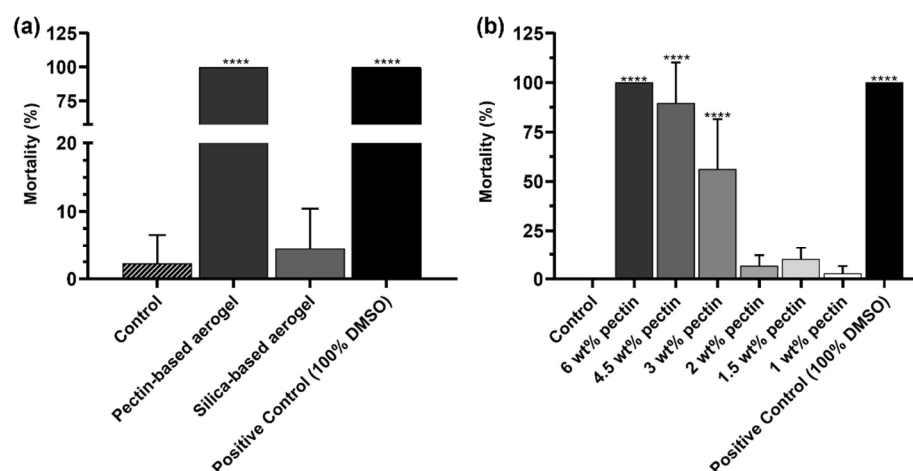 (a)
Mortality (%)
100
75
20
10
0
****
****
Control
Pectin-based aerogel
Silica-based aerogel
Positive Control (100% DMSO)
(b)
Mortality (%)
125
100
75
50
25
0
****
****
****
****
Control
6 wt% pectin
4.5 wt% pectin
3 wt% pectin
2 wt% pectin
1.5 wt% pectin
1 wt% pectin
Positive Control (100% DMSO)
125